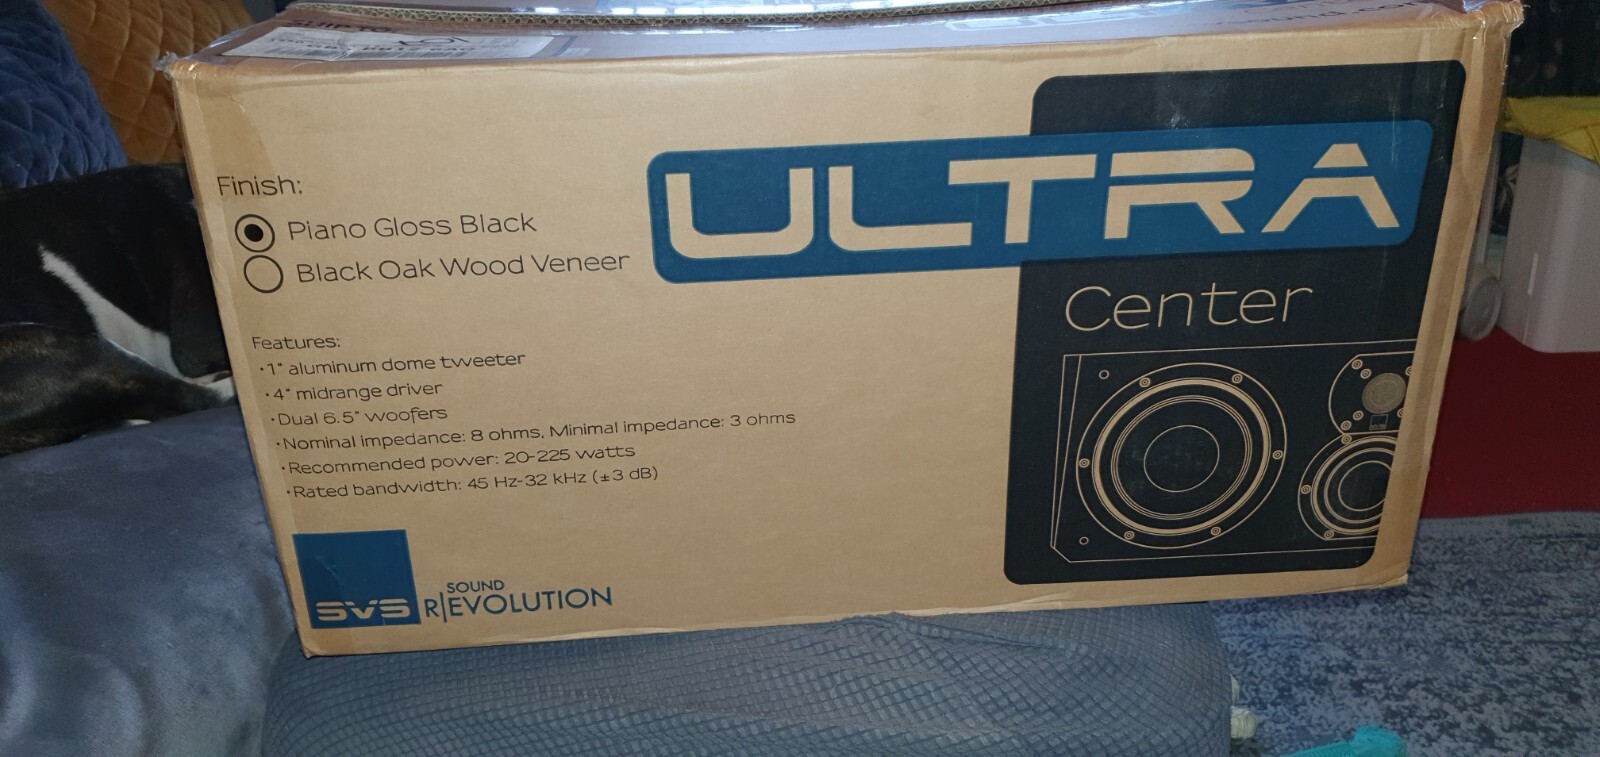 Finish:
Piano Gloss Black
Black Oak Wood Veneer
ULTRA
Center
Features:
•1" aluminum dome tweeter
•4" midrange driver
•Dual 6.5" woofers
•Nominal impedance: 8 ohms, Minimal impedance: 3 ohms
•Recommended power: 20-225 watts
•Rated bandwidth: 45 Hz-32 kHz (±3 dB)
SVS
SOUND
R|EVOLUTION